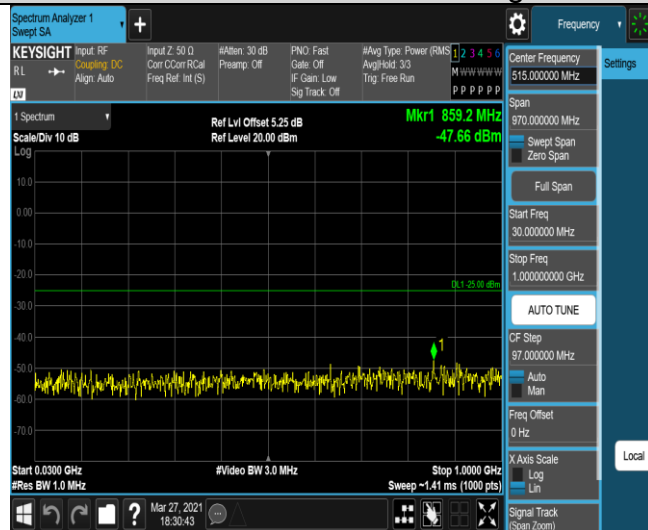 Spectrum Analyzer 1
Swept SA
Frequency
KEYSIGHT
RL
Input: RF
Coupling: DC
Align: Auto
Input Z: 50 Ω
Corr CCorr RCal
Freq Ref: Int (S)
#Atten: 30 dB
Preamp: Off
PNO: Fast
Gate: Off
IF Gain: Low
Sig Track: Off
#Avg Type: Power (RMS
Avg|Hold: 3/3
Trig: Free Run
1 2 3 4 5 6
M W W W W W
P P P P P P
LXI
1 Spectrum
Scale/Div 10 dB
Log
Ref Lvl Offset 5.25 dB
Ref Level 20.00 dBm
Mkr1 859.2 MHz
-47.66 dBm
10.0
0.00
-10.0
-20.0
DL1 -25.00 dBm
-30.0
-40.0
1
-50.0
-60.0
-70.0
Start 0.0300 GHz
#Res BW 1.0 MHz
#Video BW 3.0 MHz
Stop 1.0000 GHz
Sweep ~1.41 ms (1000 pts)
?
Mar 27, 2021
18:30:43
Center Frequency
515.000000 MHz
Span
970.000000 MHz
Swept Span
Zero Span
Full Span
Start Freq
30.000000 MHz
Stop Freq
1.000000000 GHz
AUTO TUNE
CF Step
97.000000 MHz
Auto
Man
Freq Offset
0 Hz
X Axis Scale
Log
Lin
Signal Track
(Span Zoom)
Settings
Local